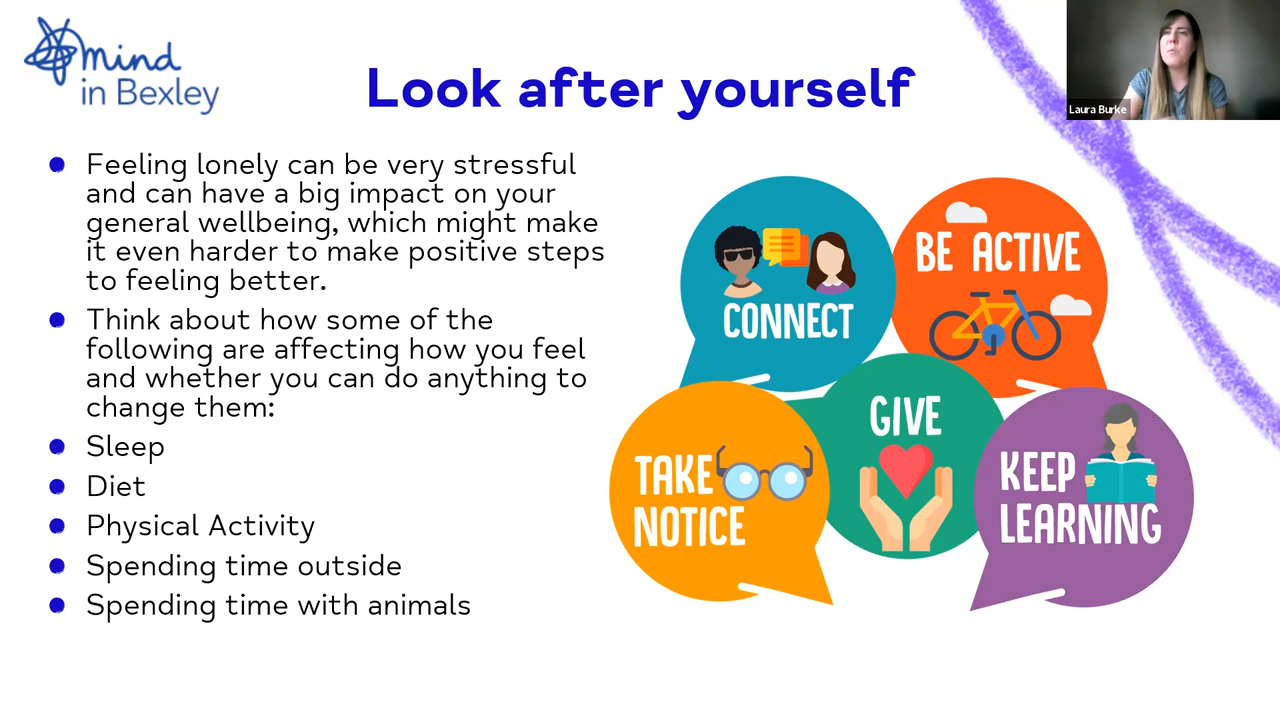 mind
in Bexley
Look after yourself
Laura Burke
Feeling lonely can be very stressful
and can have a big impact on your
general wellbeing, which might make
it even harder to make positive steps
to feeling better.
Think about how some of the
following are affecting how you feel
and whether you can do anything to
change them:
Sleep
Diet
Physical Activity
Spending time outside
Spending time with animals
CONNECT
BE ACTIVE
TAKE
NOTICE
GIVE
KEEP
LEARNING